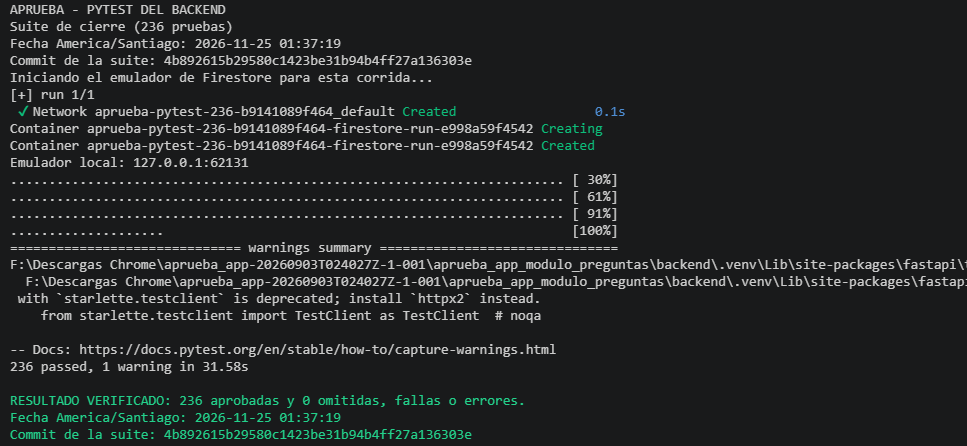 APRUEBA - PYTEST DEL BACKEND
Suite de cierre (236 pruebas)
Fecha America/Santiago: 2026-11-25 01:37:19
Commit de la suite: 4b892615b29580c1423be31b94b4ff27a136303e
Iniciando el emulador de Firestore para esta corrida...
[+] run 1/1
✓ Network aprueba-pytest-236-b9141089f464_default Created 0.1s
Container aprueba-pytest-236-b9141089f464-firestore-run-e998a59f4542 Creating
Container aprueba-pytest-236-b9141089f464-firestore-run-e998a59f4542 Created
Emulador local: 127.0.0.1:62131
........................................................................ [ 30%]
........................................................................ [ 61%]
........................................................................ [ 91%]
.................... [100%]
============================== warnings summary ===============================
F:\Descargas Chrome\aprueba_app-20260903T024027Z-1-001\aprueba_app_modulo_preguntas\backend\.venv\Lib\site-packages\fastapi\
F:\Descargas Chrome\aprueba_app-20260903T024027Z-1-001\aprueba_app_modulo_preguntas\backend\.venv\Lib\site-packages\fastapi
with `starlette.testclient` is deprecated; install `httpx2` instead.
from starlette.testclient import TestClient as TestClient # noqa
-- Docs: https://docs.pytest.org/en/stable/how-to/capture-warnings.html
236 passed, 1 warning in 31.58s
RESULTADO VERIFICADO: 236 aprobadas y 0 omitidas, fallas o errores.
Fecha America/Santiago: 2026-11-25 01:37:19
Commit de la suite: 4b892615b29580c1423be31b94b4ff27a136303e